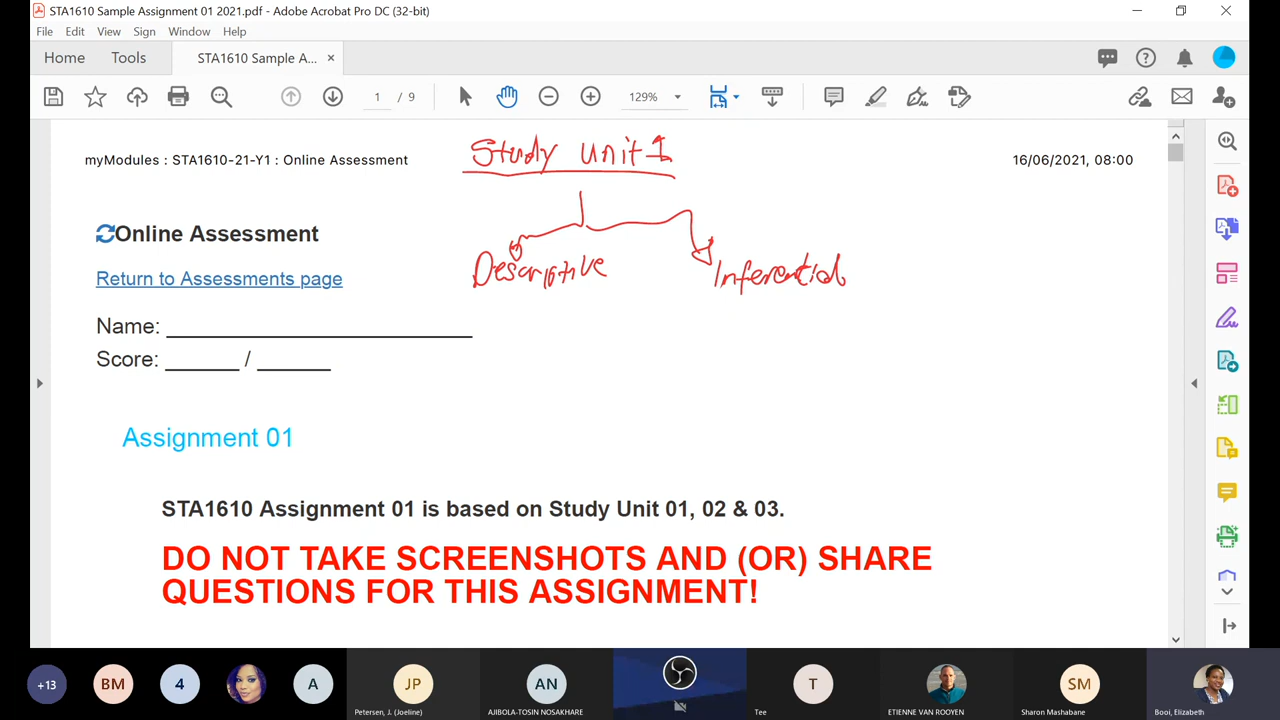 STA1610 Sample Assignment 01 2021.pdf - Adobe Acrobat Pro DC (32-bit)
File Edit View Sign Window Help
Home Tools STA1610 Sample A... ×
1 / 9 129%
Study Unit 1
myModules : STA1610-21-Y1 : Online Assessment 16/06/2021, 08:00
Descriptive Inferential
Online Assessment
Return to Assessments page
Name: ____________________
Score: _____ / _____
Assignment 01
STA1610 Assignment 01 is based on Study Unit 01, 02 & 03.
DO NOT TAKE SCREENSHOTS AND (OR) SHARE
QUESTIONS FOR THIS ASSIGNMENT!
+13 BM 4 A JP AN T SM
Petersen, J. (Joeline) AJIBOLA-TOSIN NOSAKHARE Tee ETIENNE VAN ROOYEN Sharon Mashabane Booi, Elizabeth